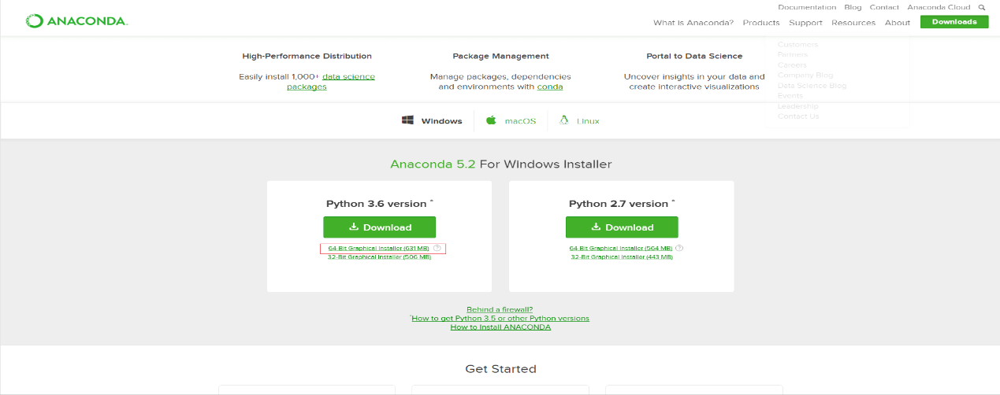 Documentation Blog Contact Anaconda Cloud
ANACONDA.
What is Anaconda? Products Support Resources About Downloads
Customers
Partners
Careers
Company Blog
Data Science Blog
Events
Leadership
Contact Us
High-Performance Distribution
Easily install 1,000+ data science
packages
Package Management
Manage packages, dependencies
and environments with conda
Portal to Data Science
Uncover insights in your data and
create interactive visualizations
Windows macOS Linux
Anaconda 5.2 For Windows Installer
Python 3.6 version *
Download
64-Bit Graphical Installer (631 MB) ?
32-Bit Graphical Installer (506 MB)
Python 2.7 version *
Download
64-Bit Graphical Installer (564 MB) ?
32-Bit Graphical Installer (443 MB)
Behind a firewall?
*How to get Python 3.5 or other Python versions
How to Install ANACONDA
Get Started